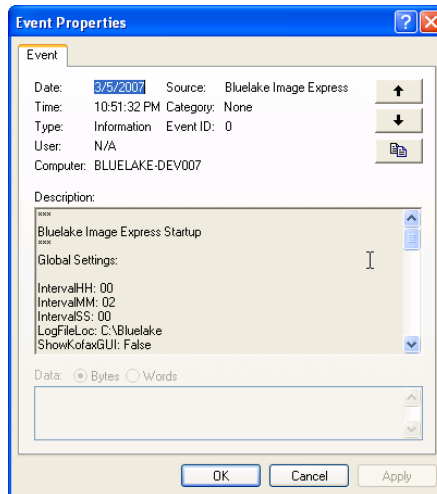 Event Properties
Event
Date: 3/5/2007 Source: Bluelake Image Express
Time: 10:51:32 PM Category: None
Type: Information Event ID: 0
User: N/A
Computer: BLUELAKE-DEV007
Description:
***
Bluelake Image Express Startup
***
Global Settings:
IntervalHH: 00
IntervalMM: 02
IntervalSS: 00
LogFileLoc: C:\Bluelake
ShowKofaxGUI: False
Data: Bytes Words
OK Cancel Apply